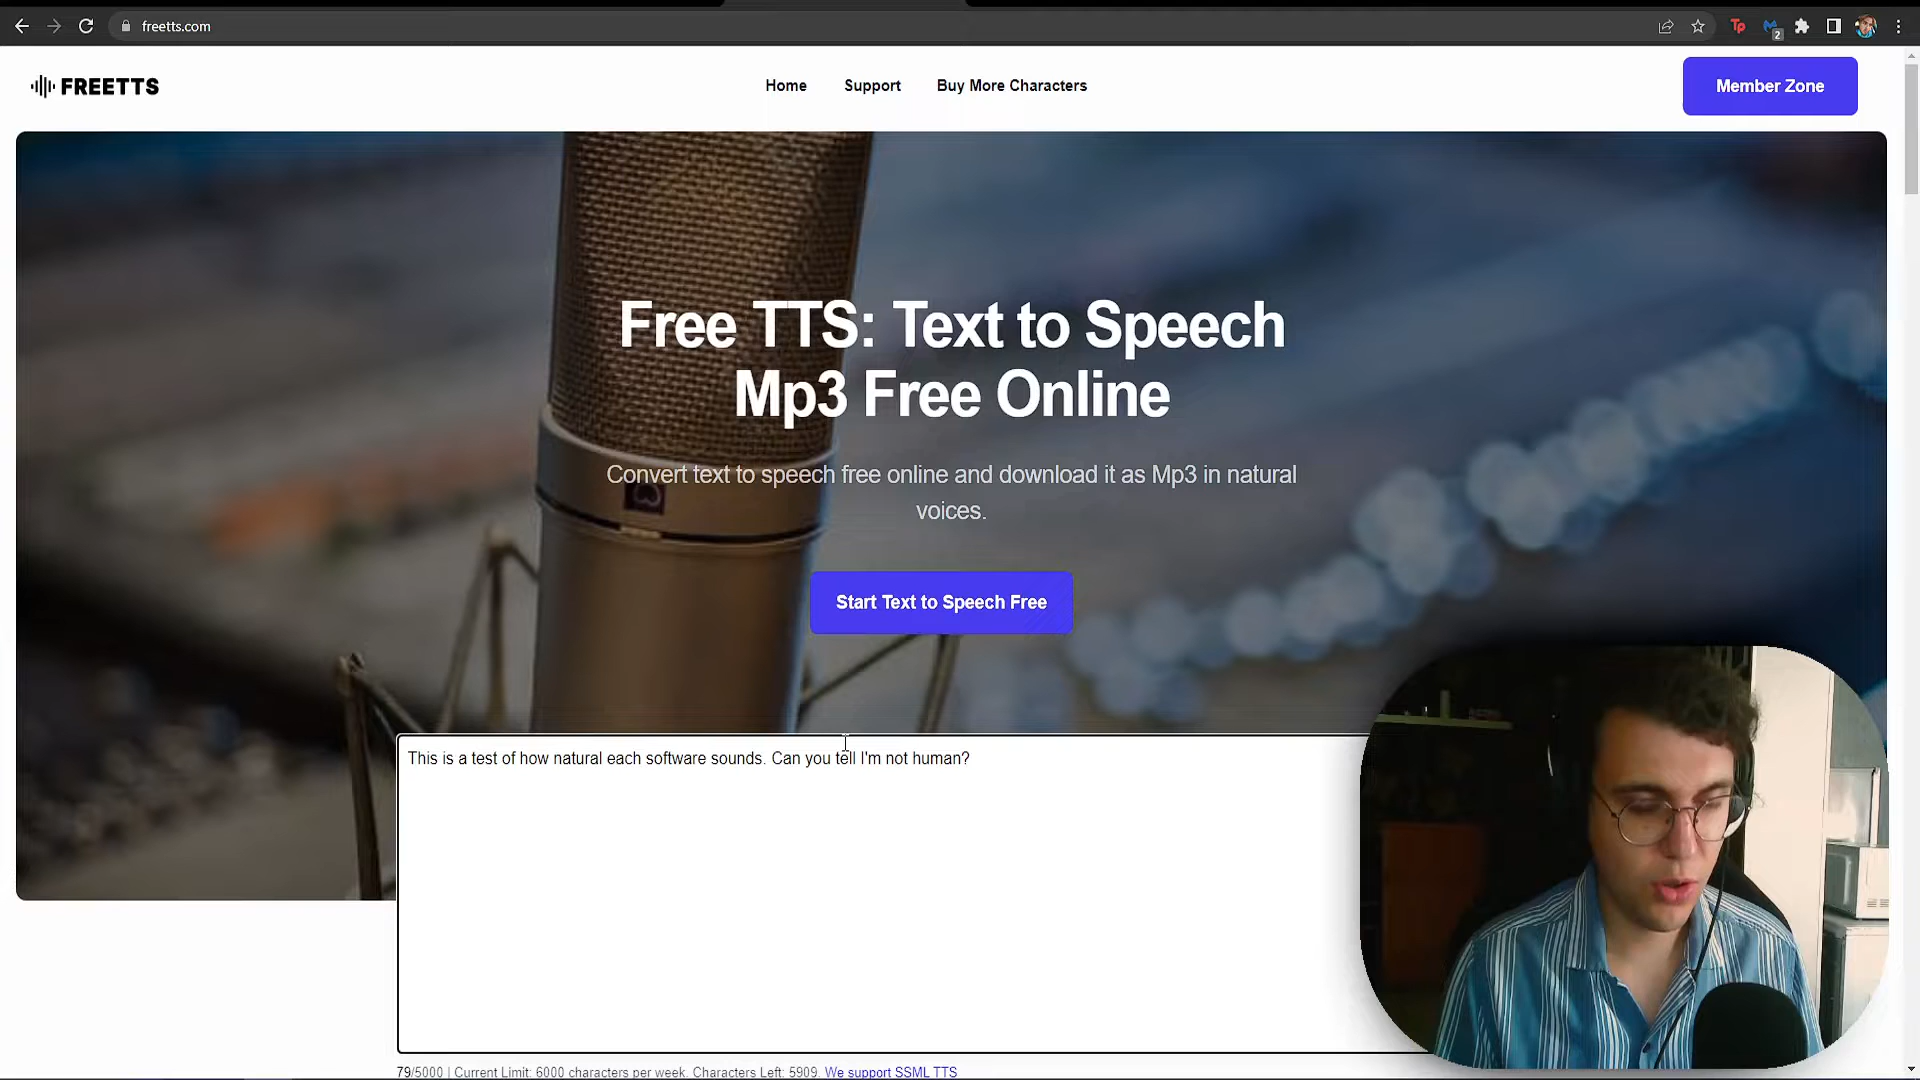 freetts.com
2
FREETTS
Home
Support
Buy More Characters
Member Zone
Free TTS: Text to Speech
Mp3 Free Online
Convert text to speech free online and download it as Mp3 in natural
voices.
Start Text to Speech Free
This is a test of how natural each software sounds. Can you tell I'm not human?
79/5000 | Current Limit: 6000 characters per week. Characters Left: 5909. We support SSML TTS